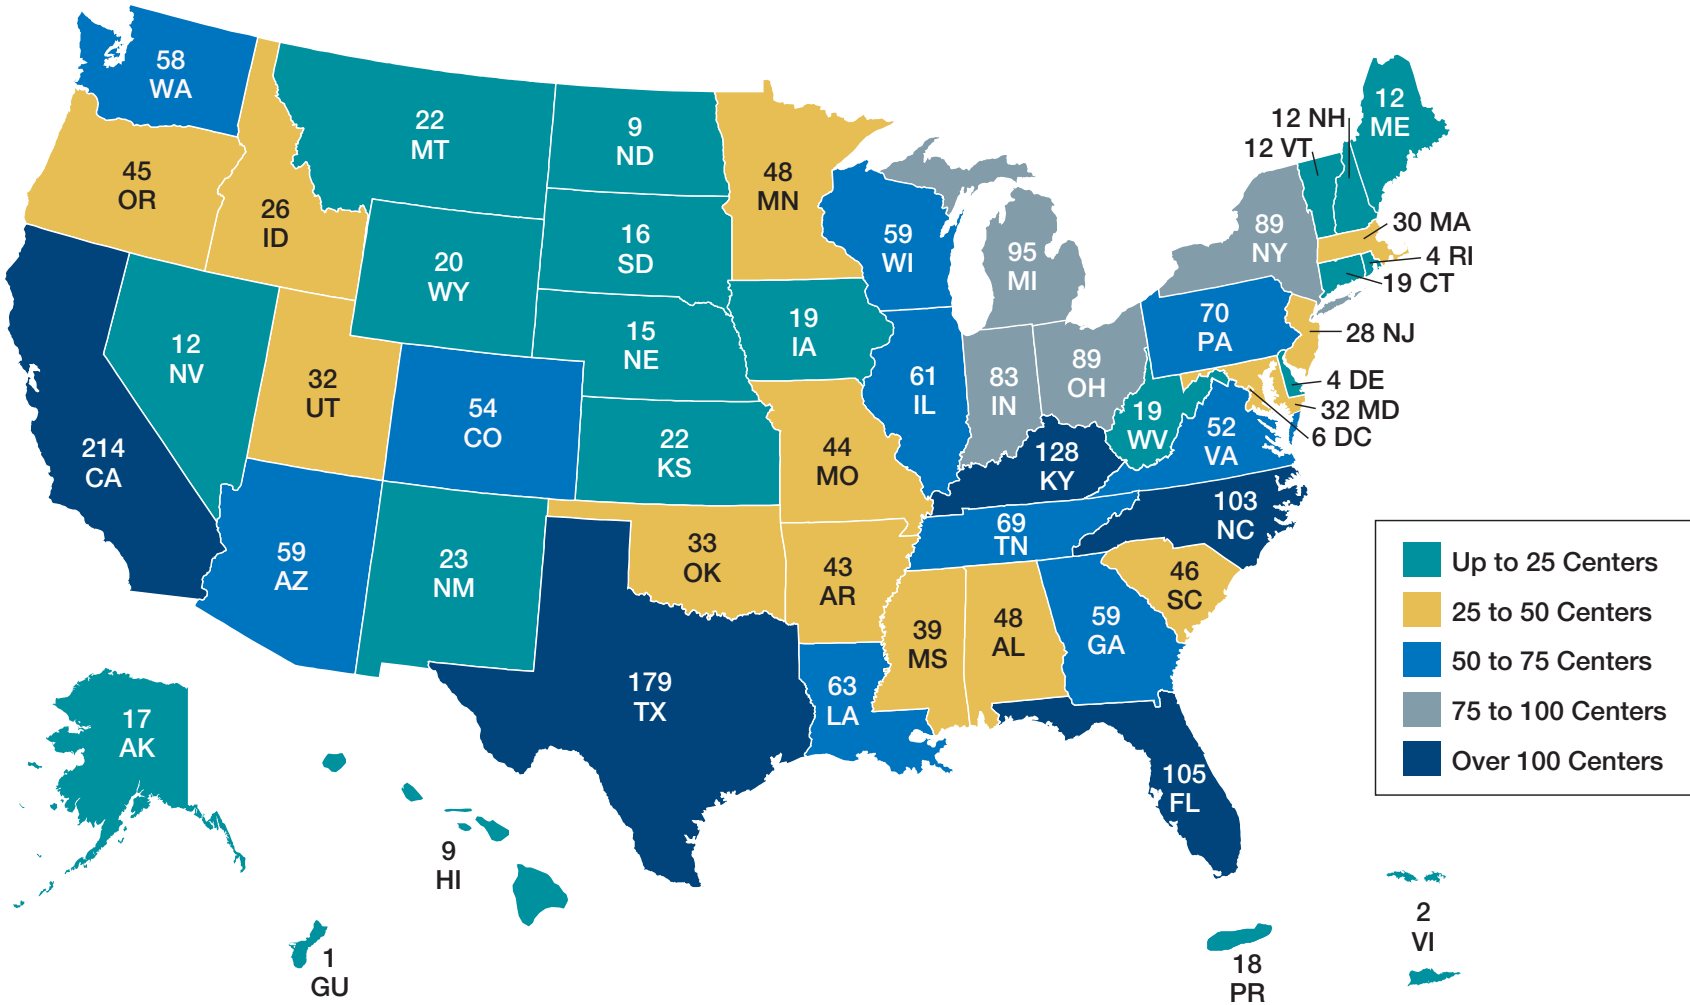 58
WA
45
OR
26
ID
22
MT
9
ND
48
MN
16
SD
20
WY
59
WI
95
MI
12
ME
12 NH
12 VT
89
NY
30 MA
4 RI
19 CT
28 NJ
70
PA
12
NV
32
UT
54
CO
15
NE
19
IA
61
IL
83
IN
89
OH
4 DE
32 MD
6 DC
19
WV
52
VA
214
CA
22
KS
44
MO
128
KY
103
NC
69
TN
59
AZ
23
NM
33
OK
43
AR
46
SC
39
MS
48
AL
59
GA
179
TX
63
LA
105
FL
17
AK
9
HI
1
GU
18
PR
2
VI
Up to 25 Centers
25 to 50 Centers
50 to 75 Centers
75 to 100 Centers
Over 100 Centers